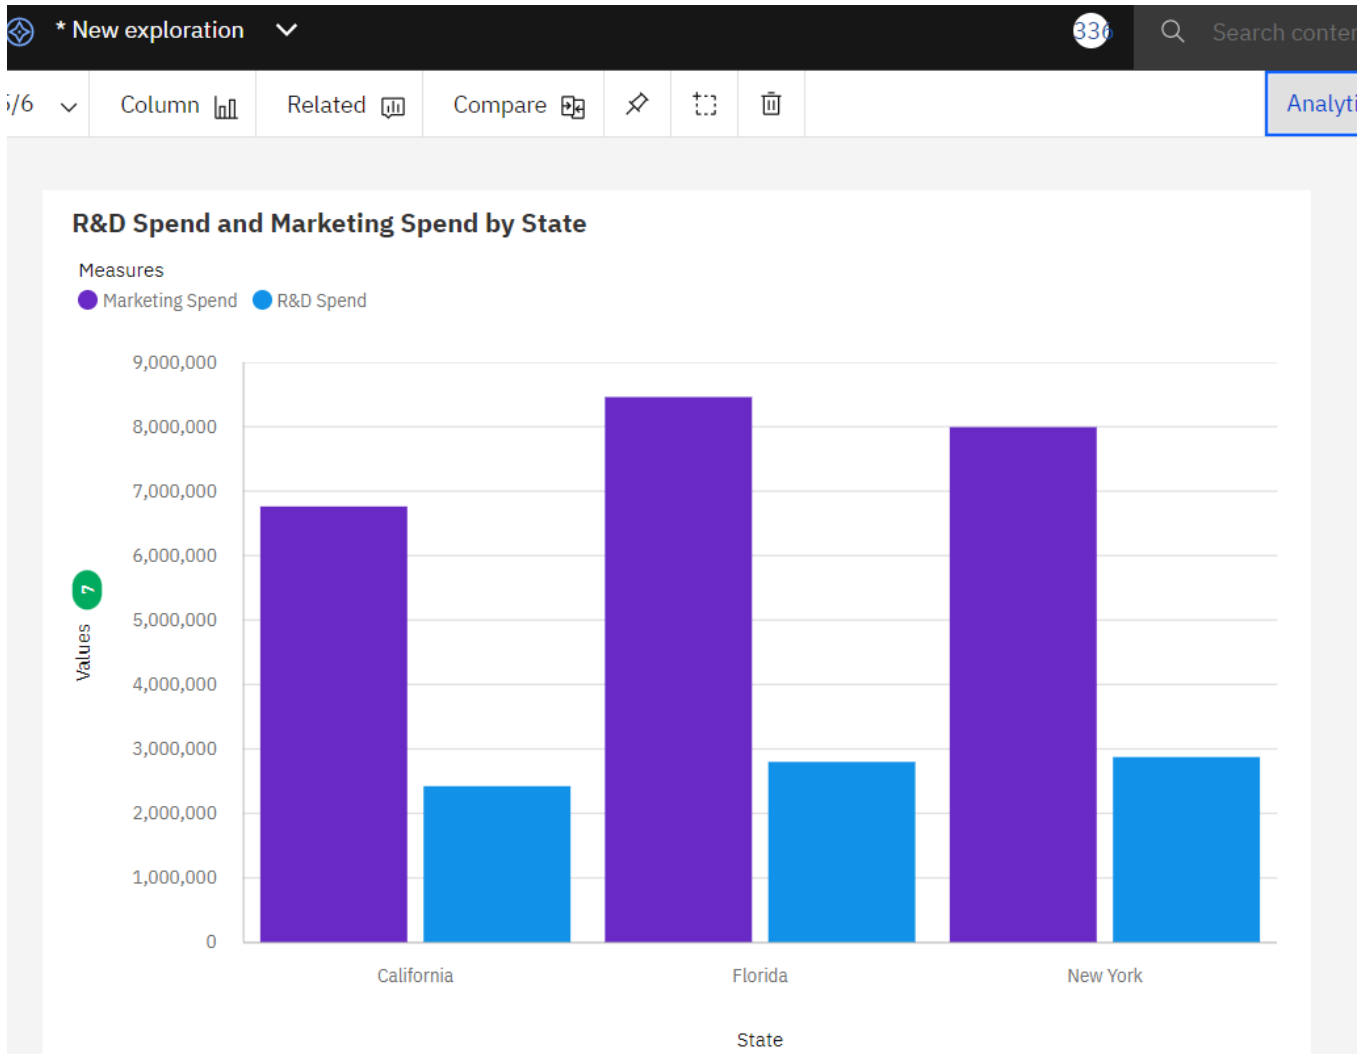 * New exploration
336
Search conten
5/6
Column
Related
Compare
Analyti
R&D Spend and Marketing Spend by State
Measures
Marketing Spend
R&D Spend
9,000,000
8,000,000
7,000,000
6,000,000
5,000,000
4,000,000
3,000,000
2,000,000
1,000,000
0
Values
7
California
Florida
New York
State